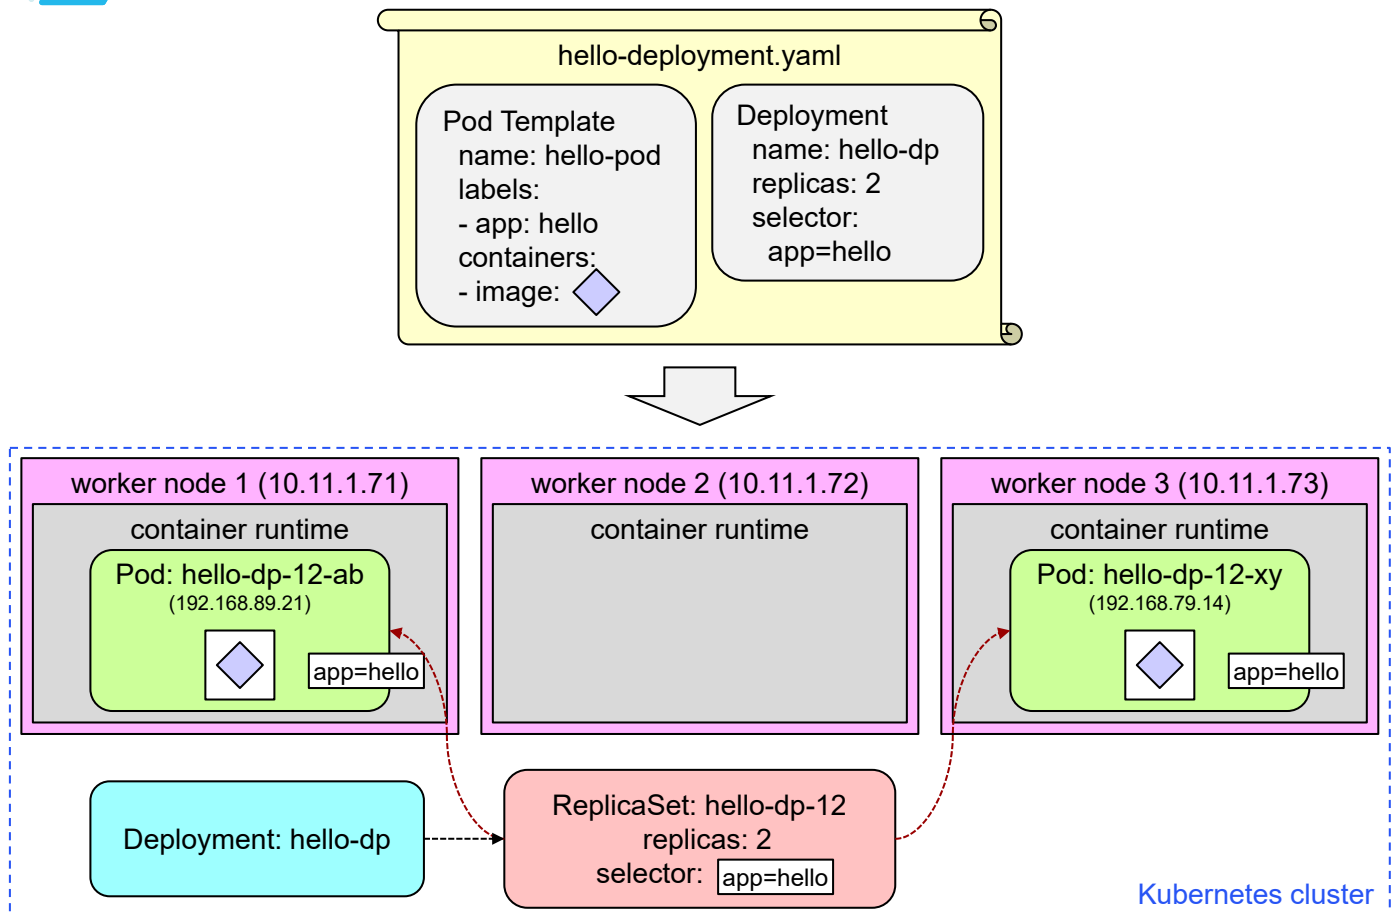 hello-deployment.yaml
Pod Template
name: hello-pod
labels:
- app: hello
containers:
- image:
Deployment
name: hello-dp
replicas: 2
selector:
app=hello
worker node 1 (10.11.1.71)
container runtime
Pod: hello-dp-12-ab
(192.168.89.21)
app=hello
worker node 2 (10.11.1.72)
container runtime
worker node 3 (10.11.1.73)
container runtime
Pod: hello-dp-12-xy
(192.168.79.14)
app=hello
Deployment: hello-dp
ReplicaSet: hello-dp-12
replicas: 2
selector: app=hello
Kubernetes cluster